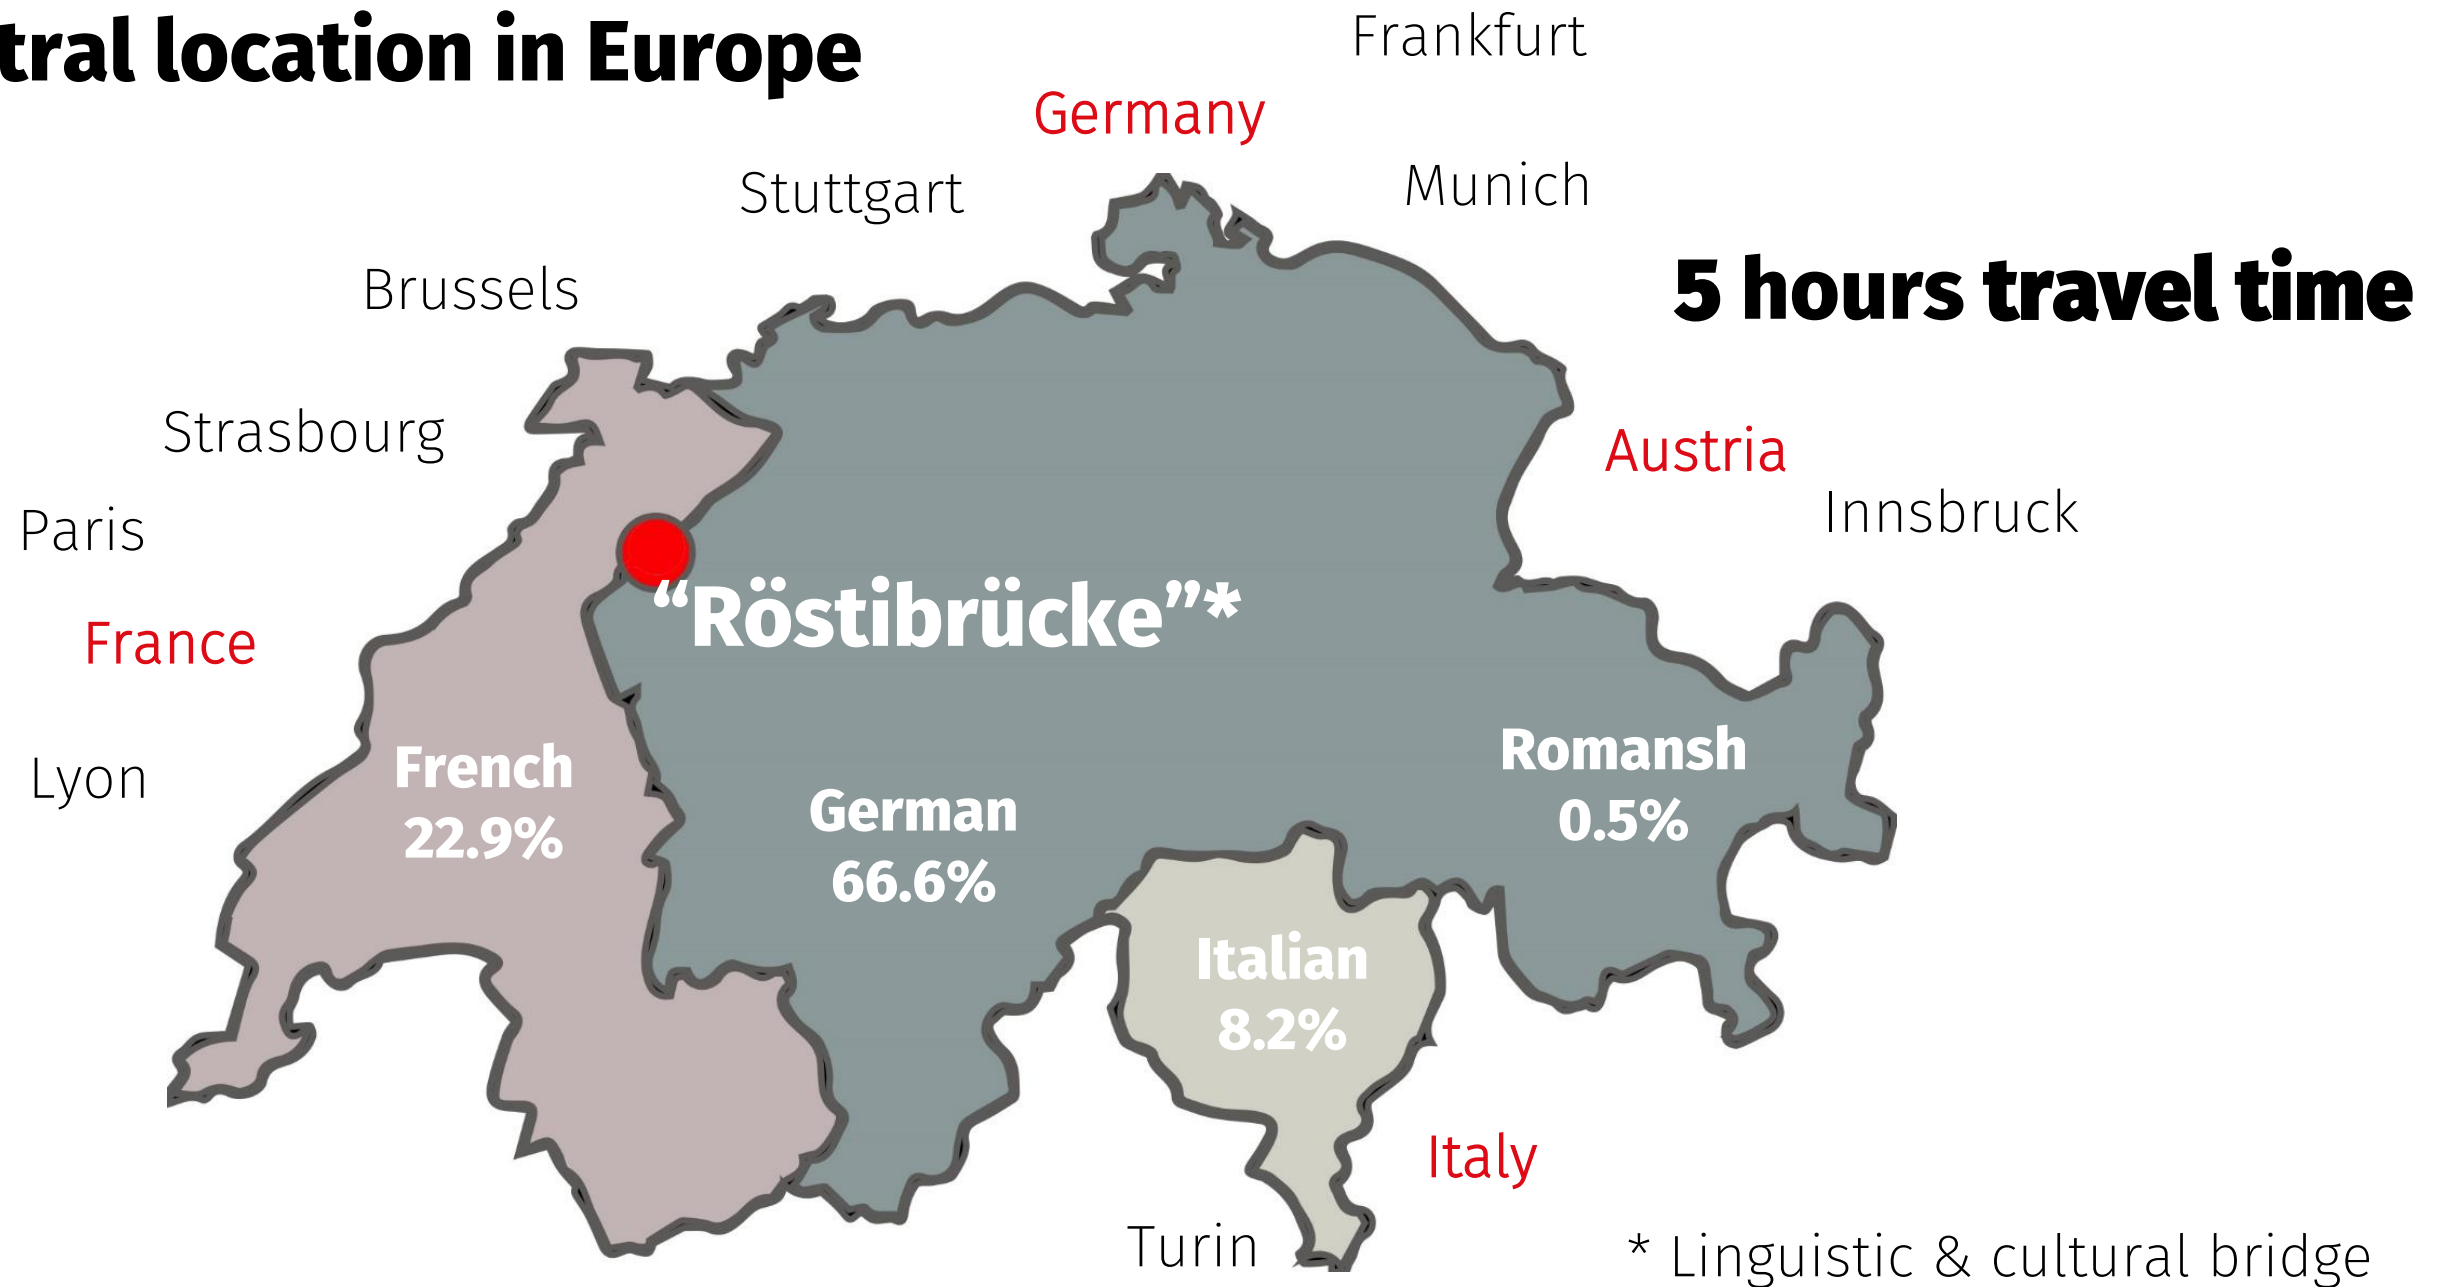 tral location in Europe
Frankfurt
Germany
Stuttgart
Munich
Brussels
5 hours travel time
Strasbourg
Austria
Innsbruck
Paris
“Röstibrücke”*
France
Lyon
French
22.9%
German
66.6%
Romansh
0.5%
Italian
8.2%
Italy
Turin
* Linguistic & cultural bridge